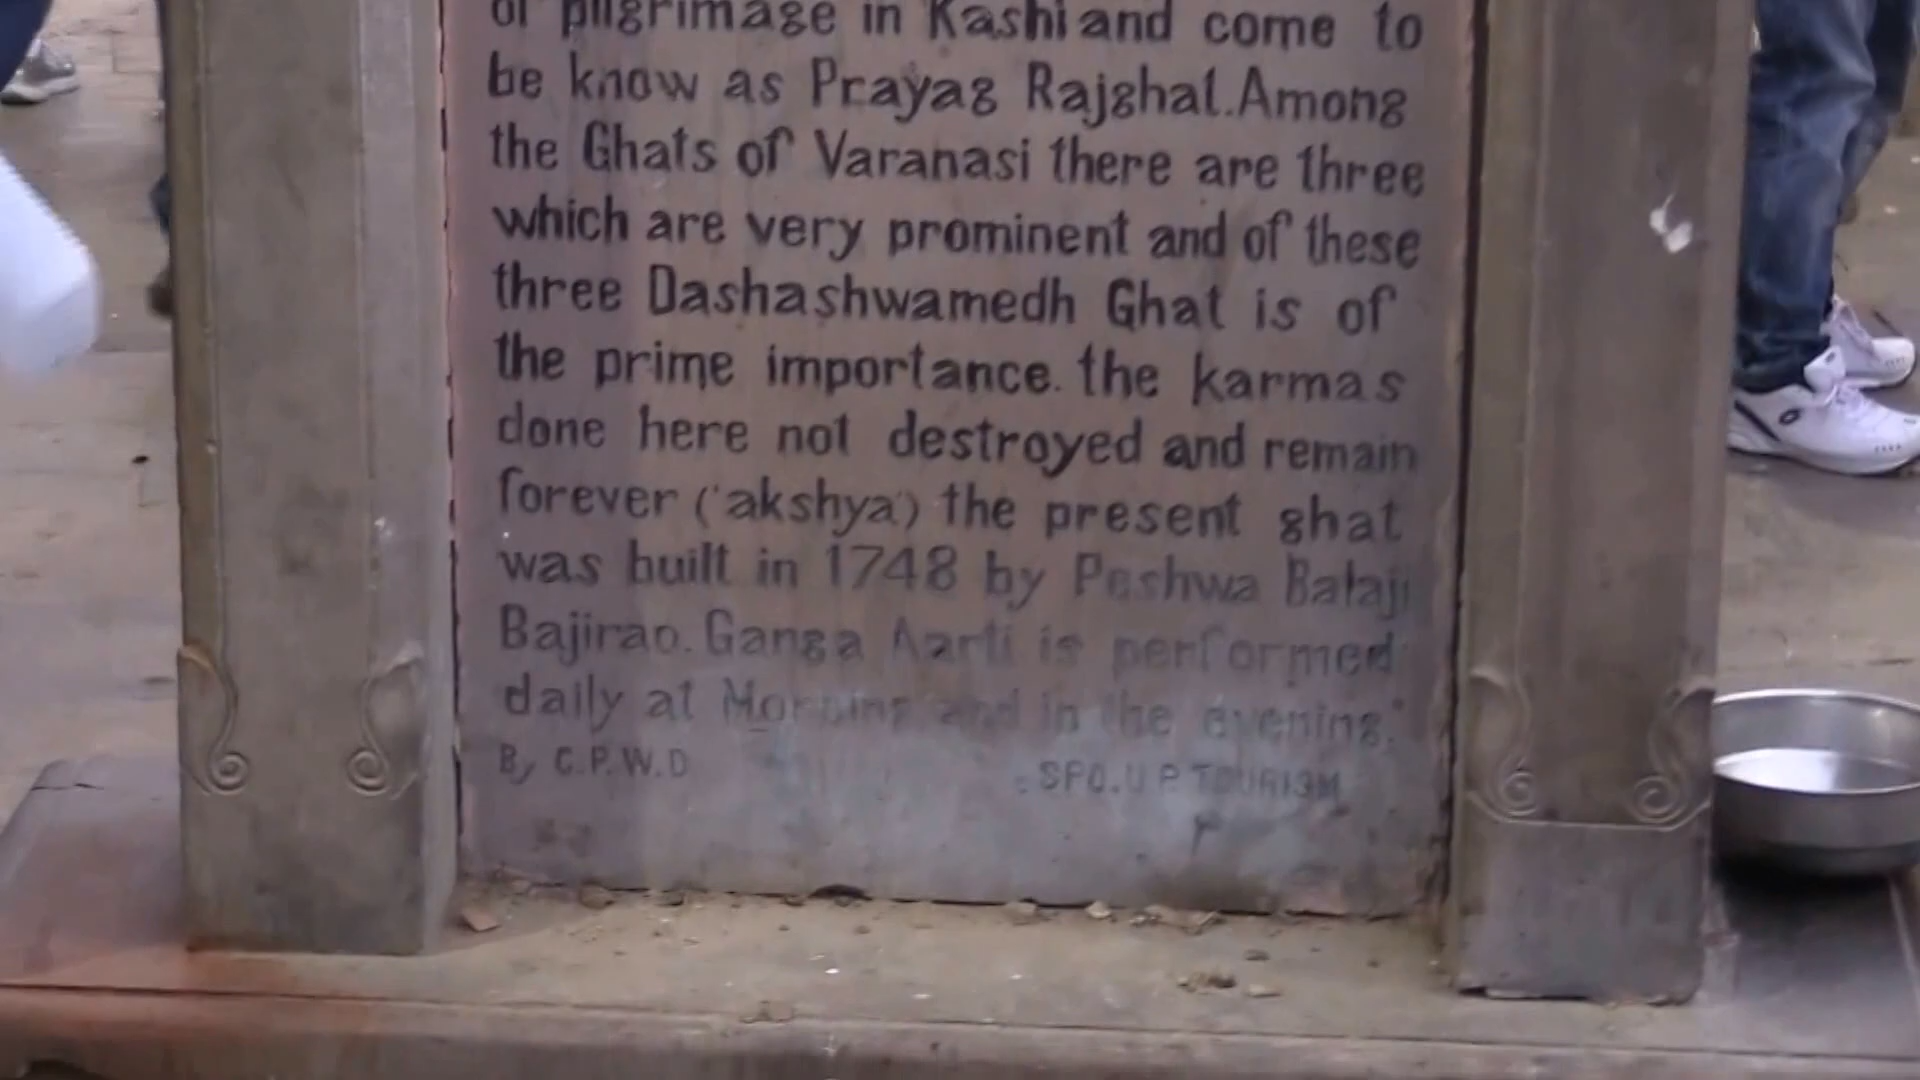 of pilgrimage in Kashi and come to
be know as Prayag Rajghat. Among
the Ghats of Varanasi there are three
which are very prominent and of these
three Dashashwamedh Ghat is of
the prime importance. the karmas
done here not destroyed and remain
forever ('akshya') the present ghat
was built in 1748 by Peshwa Balaji
Bajirao. Ganga Aarti is performed
daily at Morning and in the evening."
By C.P.W.D
SPO. U.P. TOURISM